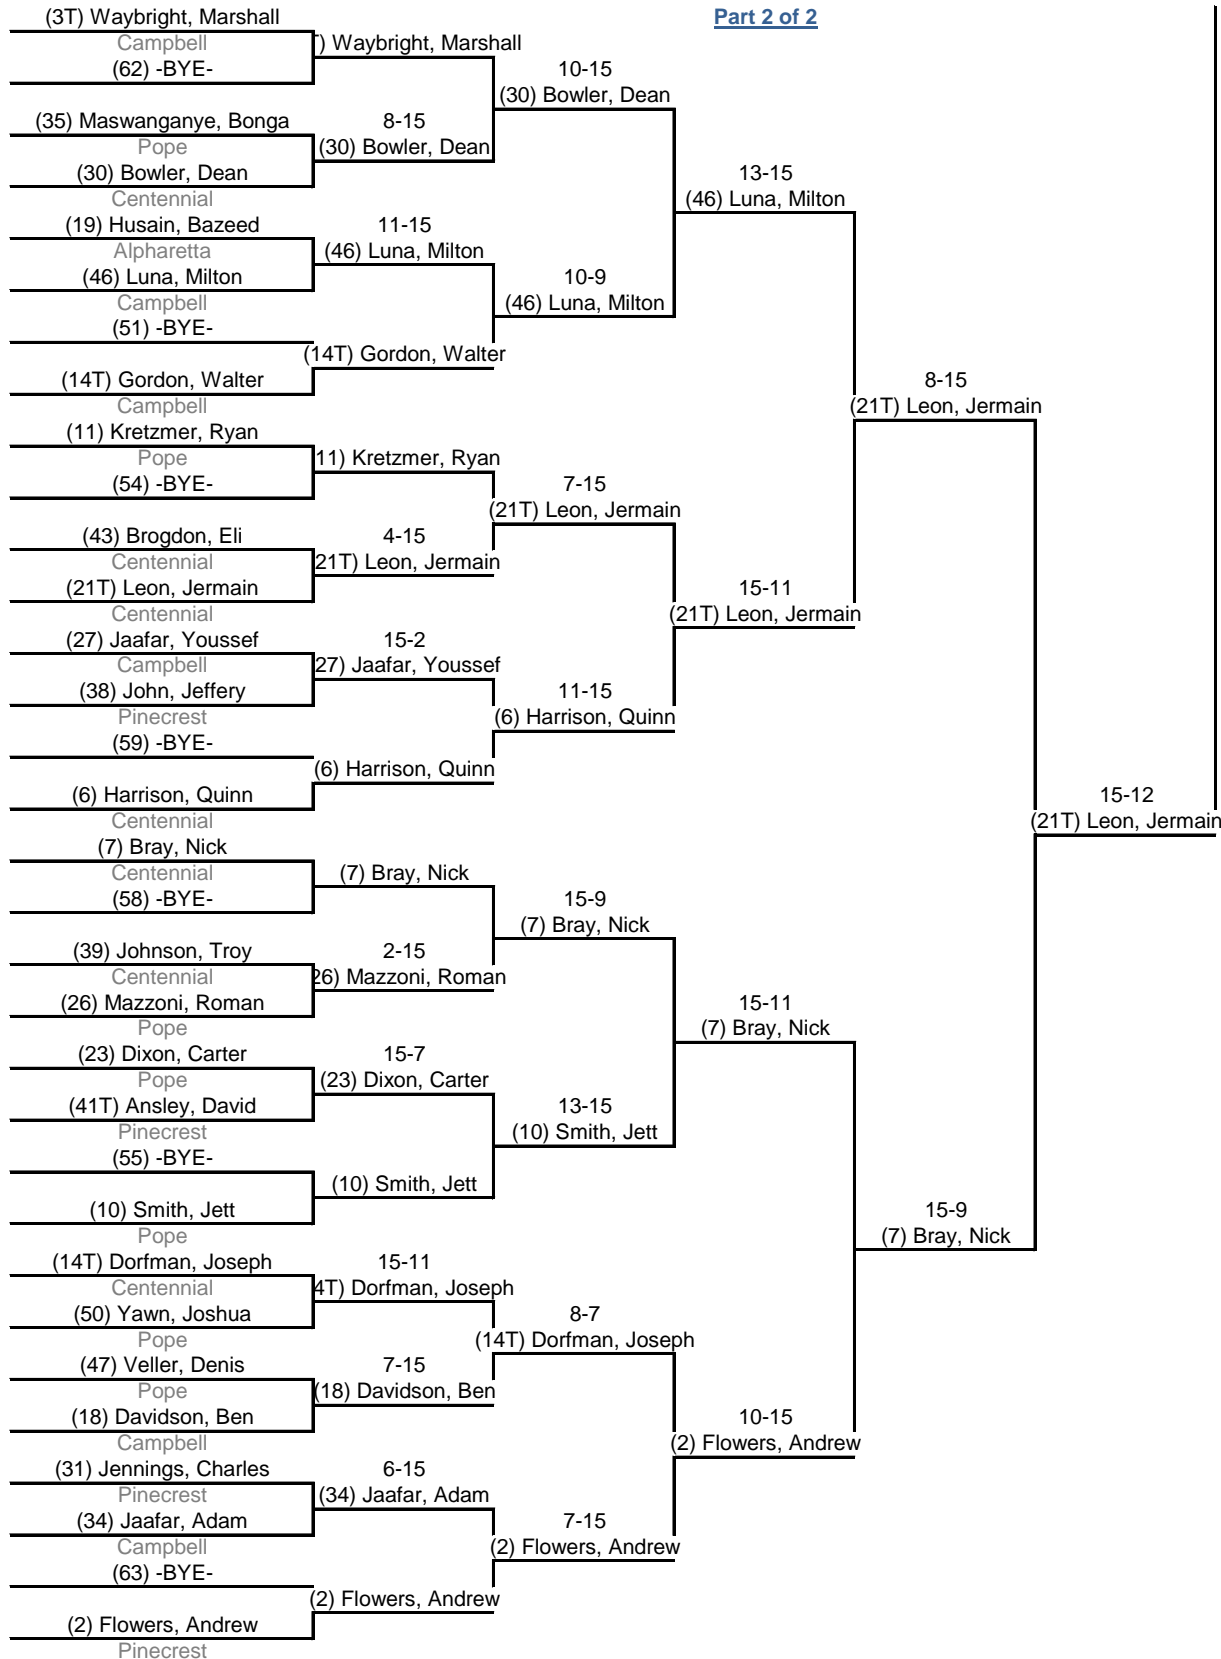 (3T) Waybright, Marshall
Part 2 of 2
Campbell
T) Waybright, Marshall
(62) -BYE-
10-15
(30) Bowler, Dean
(35) Maswanganye, Bonga
8-15
Pope
(30) Bowler, Dean
(30) Bowler, Dean
13-15
Centennial
(46) Luna, Milton
(19) Husain, Bazeed
11-15
Alpharetta
(46) Luna, Milton
(46) Luna, Milton
10-9
Campbell
(46) Luna, Milton
(51) -BYE-
(14T) Gordon, Walter
(14T) Gordon, Walter
8-15
Campbell
(21T) Leon, Jermain
(11) Kretzmer, Ryan
Pope
11) Kretzmer, Ryan
(54) -BYE-
7-15
(21T) Leon, Jermain
(43) Brogdon, Eli
4-15
Centennial
21T) Leon, Jermain
(21T) Leon, Jermain
15-11
Centennial
(21T) Leon, Jermain
(27) Jaafar, Youssef
15-2
Campbell
27) Jaafar, Youssef
(38) John, Jeffery
11-15
Pinecrest
(6) Harrison, Quinn
(59) -BYE-
(6) Harrison, Quinn
(6) Harrison, Quinn
15-12
Centennial
(21T) Leon, Jermain
(7) Bray, Nick
Centennial
(7) Bray, Nick
(58) -BYE-
15-9
(7) Bray, Nick
(39) Johnson, Troy
2-15
Centennial
26) Mazzoni, Roman
(26) Mazzoni, Roman
15-11
Pope
(7) Bray, Nick
(23) Dixon, Carter
15-7
Pope
(23) Dixon, Carter
(41T) Ansley, David
13-15
Pinecrest
(10) Smith, Jett
(55) -BYE-
(10) Smith, Jett
(10) Smith, Jett
15-9
Pope
(7) Bray, Nick
(14T) Dorfman, Joseph
15-11
Centennial
4T) Dorfman, Joseph
(50) Yawn, Joshua
8-7
Pope
(14T) Dorfman, Joseph
(47) Veller, Denis
7-15
Pope
(18) Davidson, Ben
(18) Davidson, Ben
10-15
Campbell
(2) Flowers, Andrew
(31) Jennings, Charles
6-15
Pinecrest
(34) Jaafar, Adam
(34) Jaafar, Adam
7-15
Campbell
(2) Flowers, Andrew
(63) -BYE-
(2) Flowers, Andrew
(2) Flowers, Andrew
Pinecrest